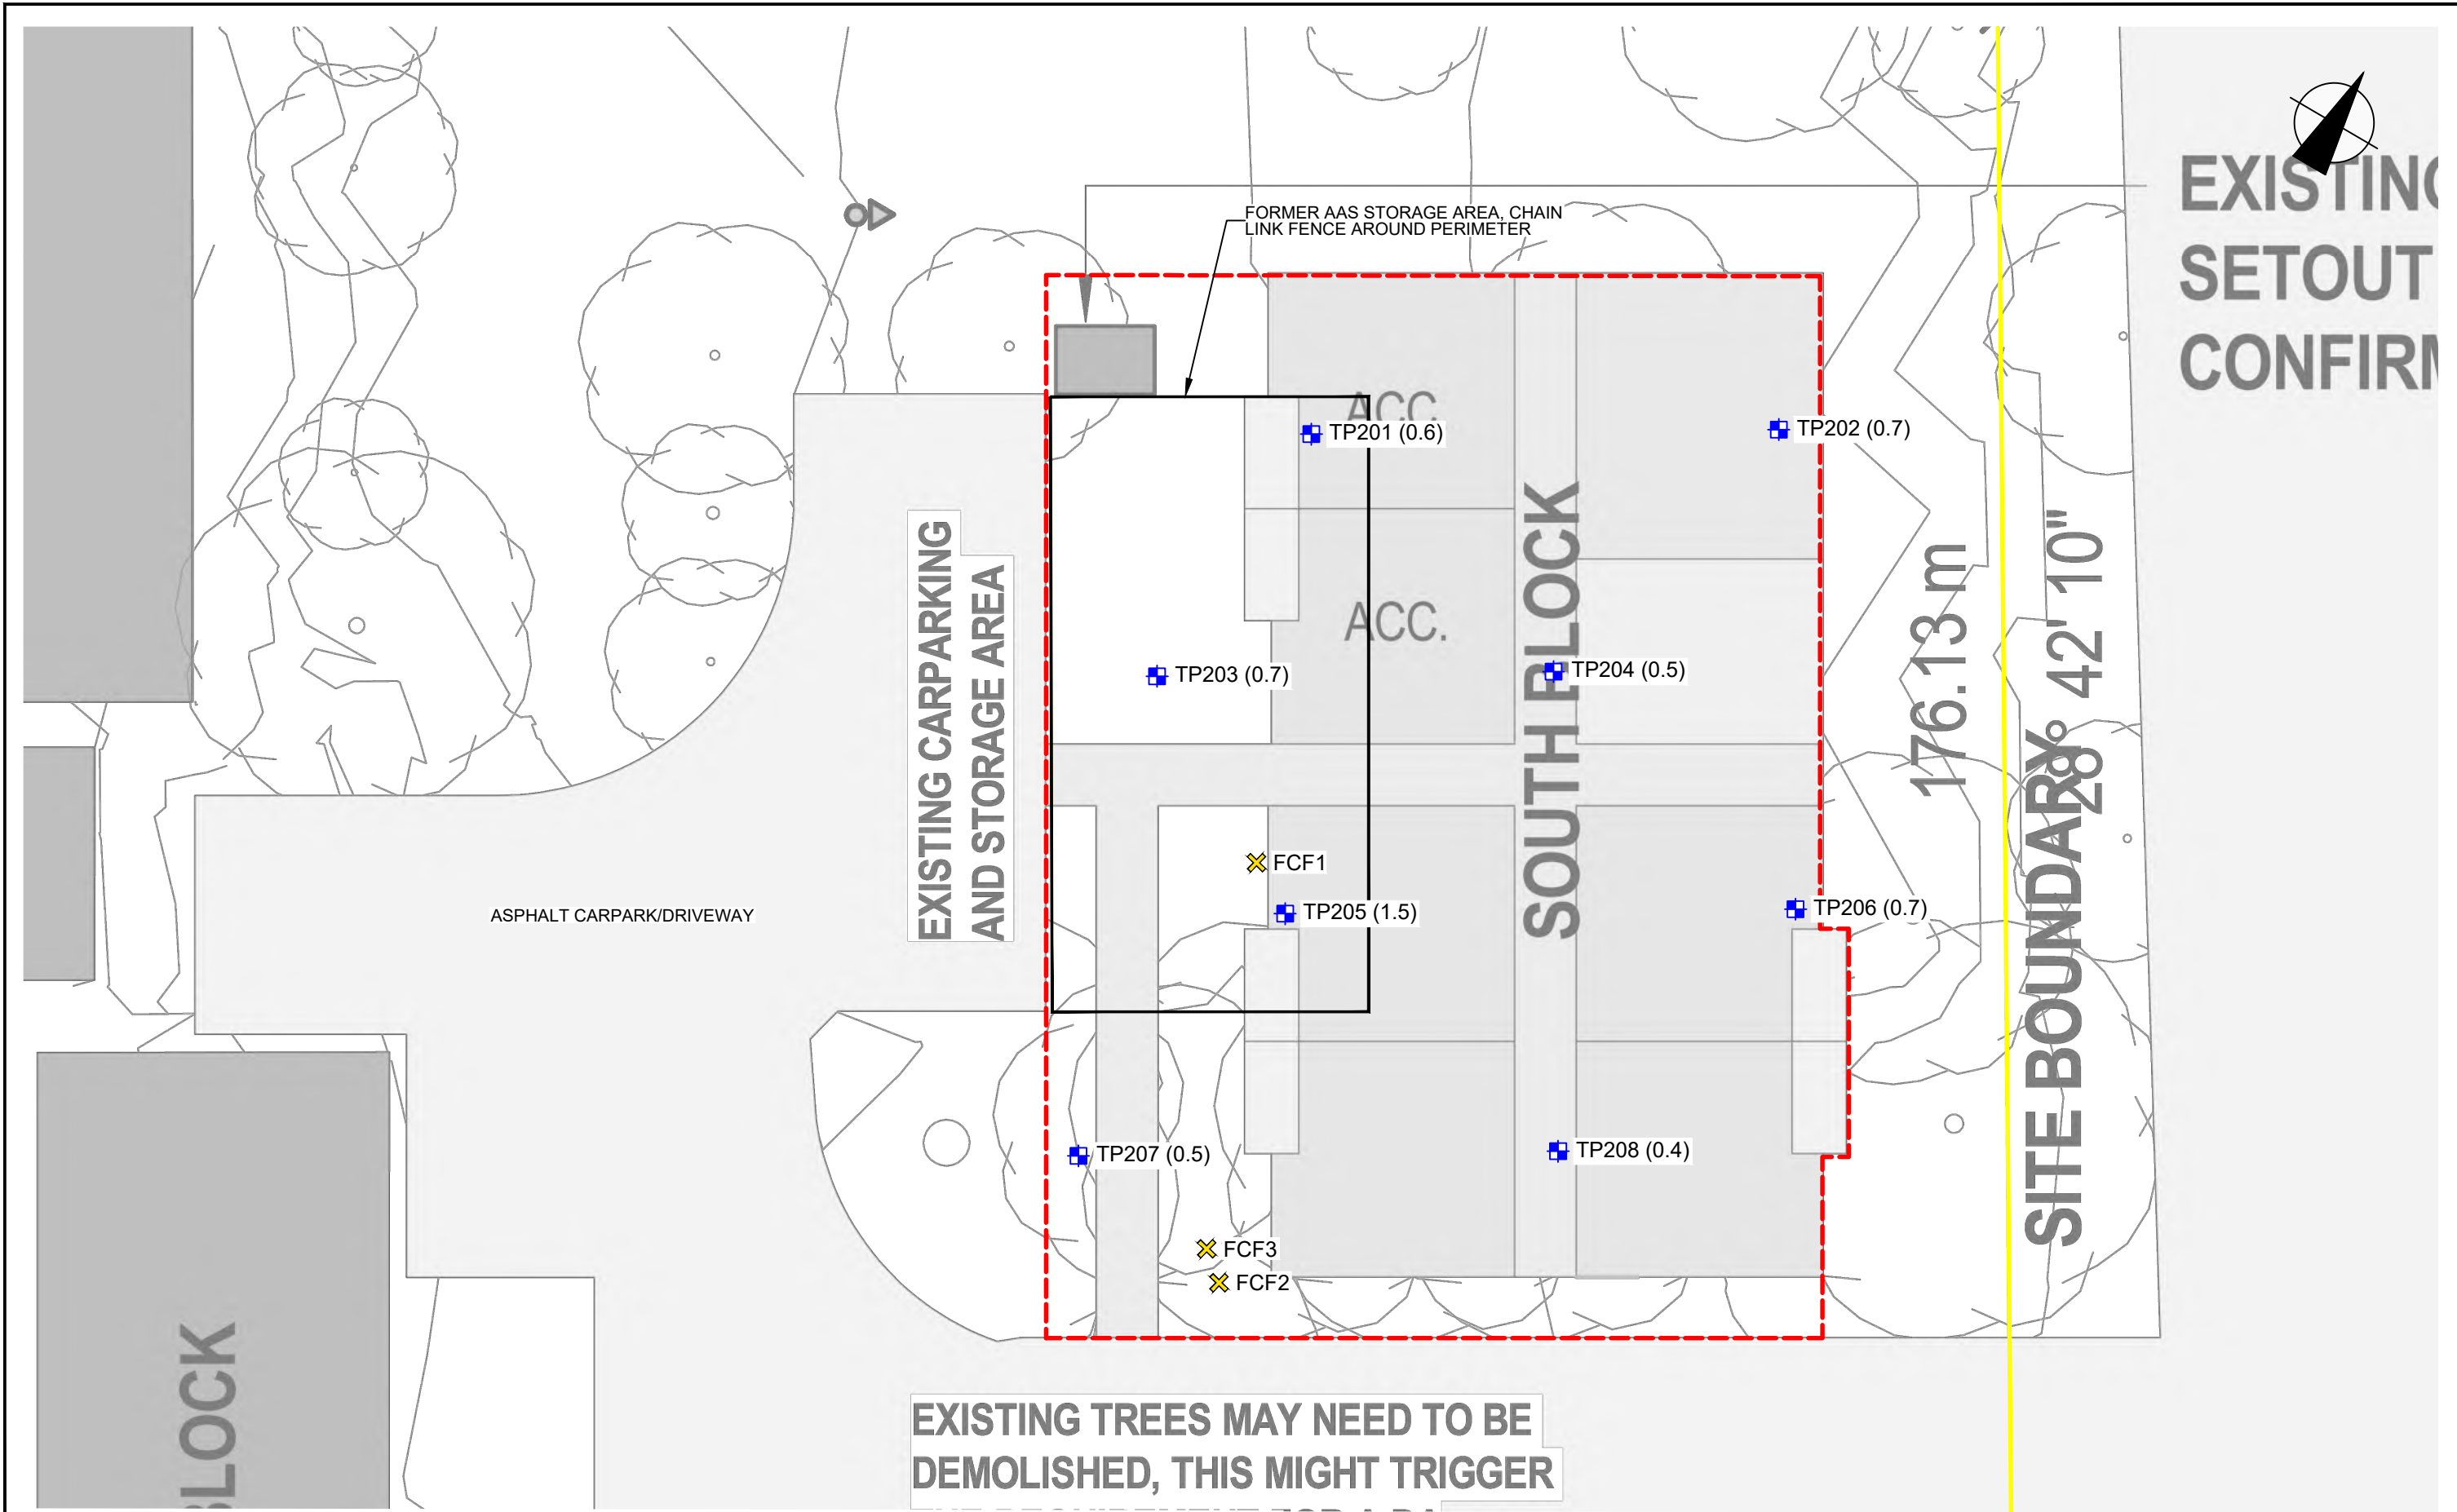 EXISTING
SETOUT
CONFIRM
FORMER AAS STORAGE AREA, CHAIN
LINK FENCE AROUND PERIMETER
ACC.
TP201 (0.6)
TP202 (0.7)
EXISTING CARPARKING
AND STORAGE AREA
SOUTH BLOCK
ACC.
176.13 m
28° 42' 10"
TP203 (0.7)
TP204 (0.5)
SITE BOUNDARY
FCF1
ASPHALT CARPARK/DRIVEWAY
TP205 (1.5)
TP206 (0.7)
TP207 (0.5)
TP208 (0.4)
FCF3
FCF2
BLOCK
EXISTING TREES MAY NEED TO BE
DEMOLISHED, THIS MIGHT TRIGGER